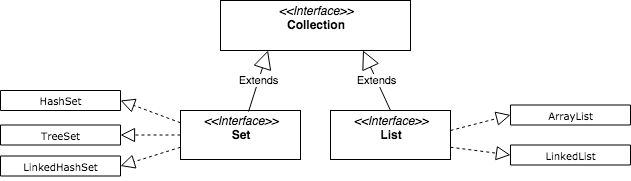 <<Interface>>
Collection
Extends
Extends
HashSet
<<Interface>>
Set
<<Interface>>
List
ArrayList
TreeSet
LinkedHashSet
LinkedList